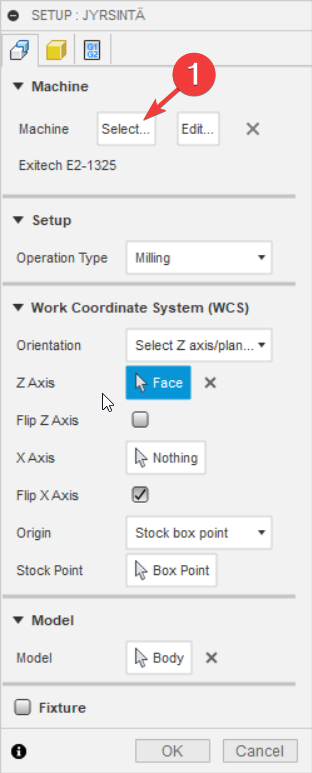 SETUP : JYRSINTÄ
G1
G2
1
Machine
Machine Select... Edit...
Exitech E2-1325
Setup
Operation Type Milling
Work Coordinate System (WCS)
Orientation Select Z axis/plan...
Z Axis Face
Flip Z Axis
X Axis Nothing
Flip X Axis
Origin Stock box point
Stock Point Box Point
Model
Model Body
Fixture
OK Cancel